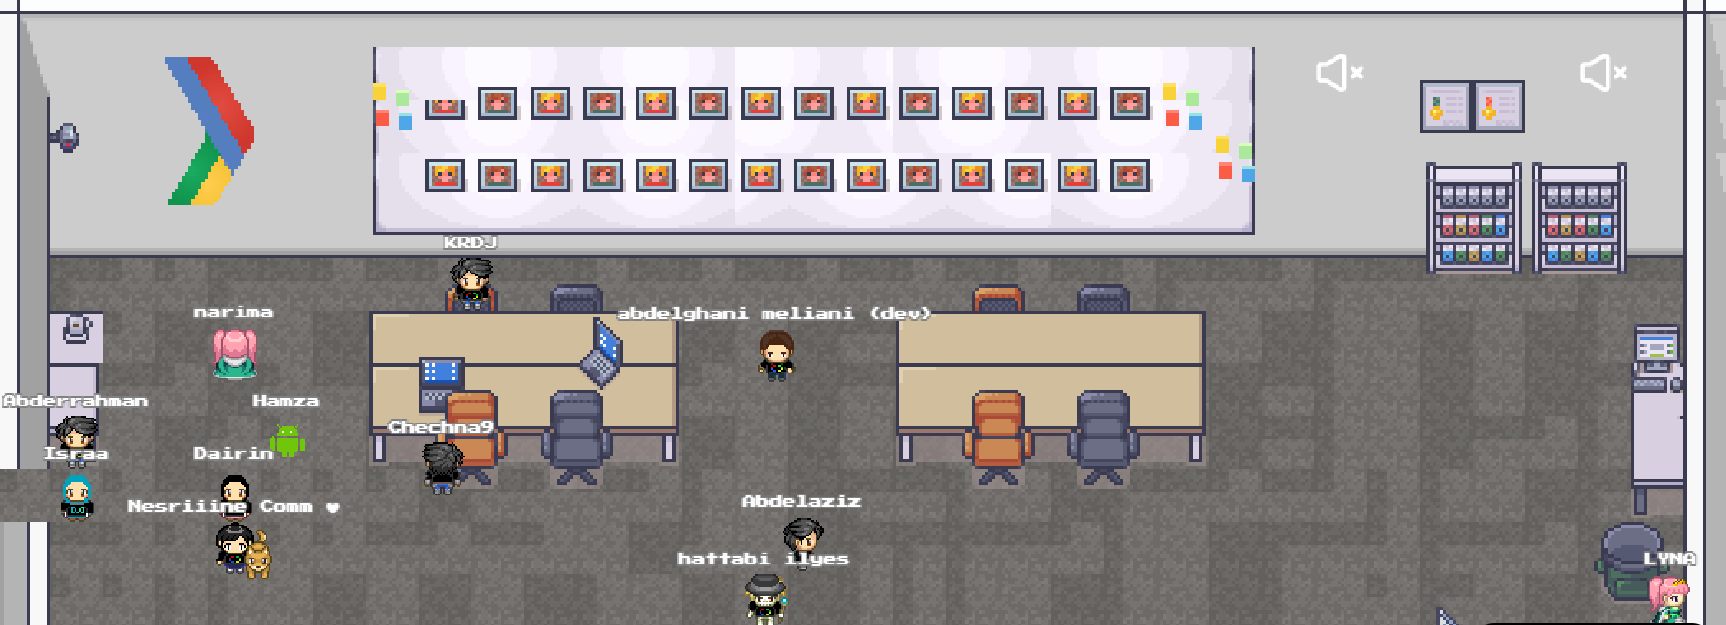 KRDJ
narima
abdelghani meliani (dev)
Abderrahman
Hamza
Chechna9
Israa
Dairin
Abdelaziz
Nesriiine Comm ♥
hattabi ilyes
LYNA